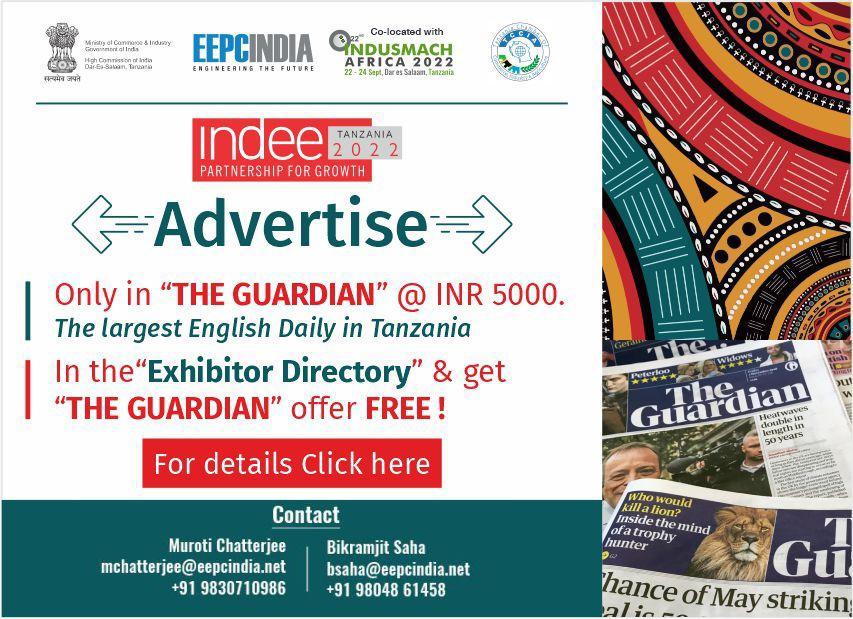 Ministry of Commerce & Industry
Government of India
High Commission of India
Dar-Es-Salaam, Tanzania
सत्यमेव जयते
EEPCINDIA
ENGINEERING THE FUTURE
Co-located with
22nd
INDUSMACH
AFRICA 2022
22 - 24 Sept, Dar es Salaam, Tanzania
TCCIA
indee
TANZANIA
2022
PARTNERSHIP FOR GROWTH
Advertise
Only in “THE GUARDIAN” @ INR 5000.
The largest English Daily in Tanzania
In the“Exhibitor Directory” & get
“THE GUARDIAN” offer FREE !
For details Click here
Contact
Muroti Chatterjee
mchatterjee@eepcindia.net
+91 9830710986
Bikramjit Saha
bsaha@eepcindia.net
+91 98048 61458
The
Peterloo
Widows
The
Guardian
Heatwaves
double in
length in
50 years
Who would
kill a lion?
Inside the mind
of a trophy
hunter
G2
T
Gu
hance of May striking